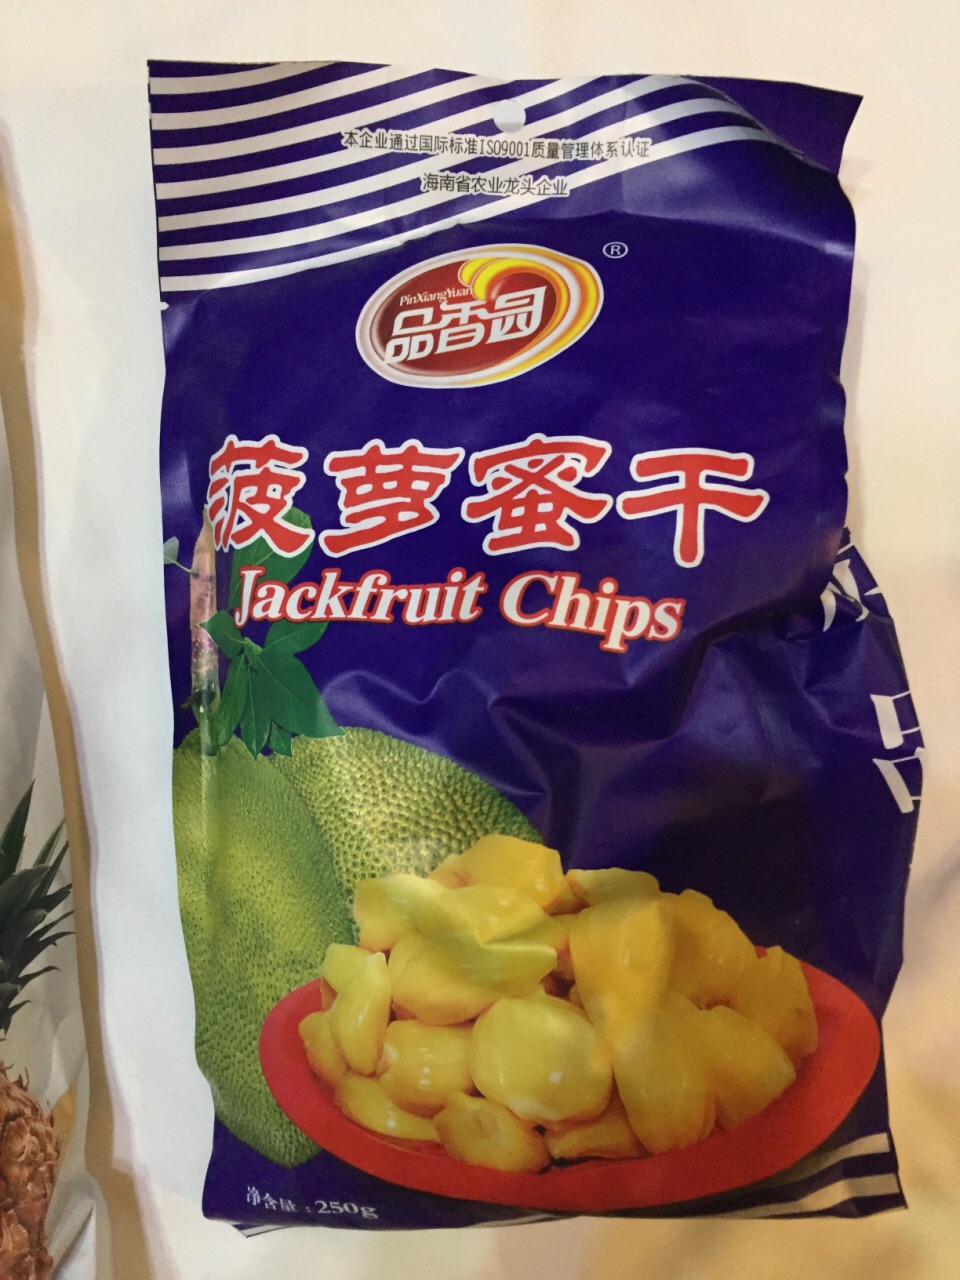 本企业通过国际标准ISO9001质量管理体系认证
海南省农业龙头企业
®
PinXiangYuan
品香园
菠萝蜜干
Jackfruit Chips
品
净含量：250g